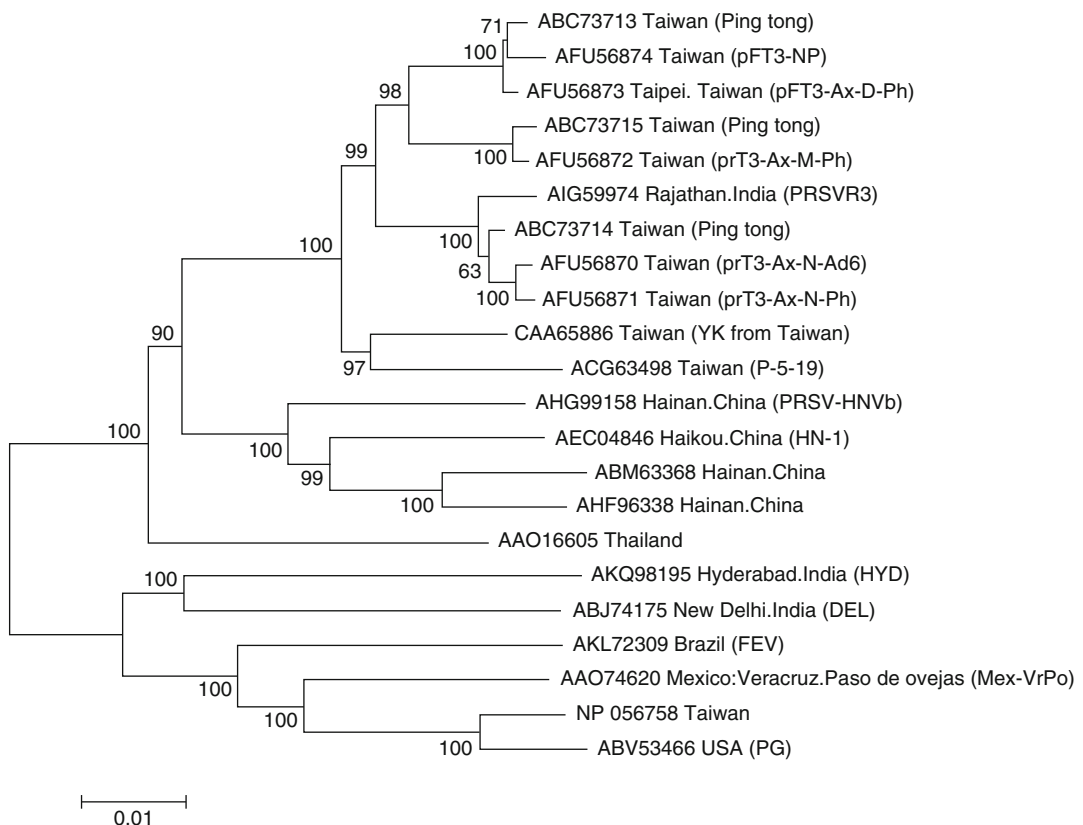 71
ABC73713 Taiwan (Ping tong)
100
AFU56874 Taiwan (pFT3-NP)
98
AFU56873 Taipei. Taiwan (pFT3-Ax-D-Ph)
ABC73715 Taiwan (Ping tong)
99
100
AFU56872 Taiwan (prT3-Ax-M-Ph)
AIG59974 Rajathan.India (PRSVR3)
100
100
ABC73714 Taiwan (Ping tong)
63
AFU56870 Taiwan (prT3-Ax-N-Ad6)
100
AFU56871 Taiwan (prT3-Ax-N-Ph)
90
CAA65886 Taiwan (YK from Taiwan)
97
ACG63498 Taiwan (P-5-19)
AHG99158 Hainan.China (PRSV-HNVb)
100
100
AEC04846 Haikou.China (HN-1)
99
ABM63368 Hainan.China
100
AHF96338 Hainan.China
AAO16605 Thailand
100
AKQ98195 Hyderabad.India (HYD)
ABJ74175 New Delhi.India (DEL)
AKL72309 Brazil (FEV)
100
AAO74620 Mexico:Veracruz.Paso de ovejas (Mex-VrPo)
100
NP 056758 Taiwan
100
ABV53466 USA (PG)
0.01